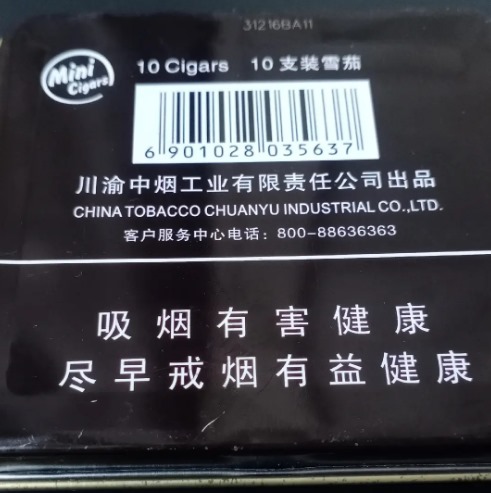 31216BA11
Mini
Cigars
10 Cigars 10 支装雪茄
6 901028 035637
川渝中烟工业有限责任公司出品
CHINA TOBACCO CHUANYU INDUSTRIAL CO.,LTD.
客户服务中心电话：800-88636363
吸烟有害健康
尽早戒烟有益健康